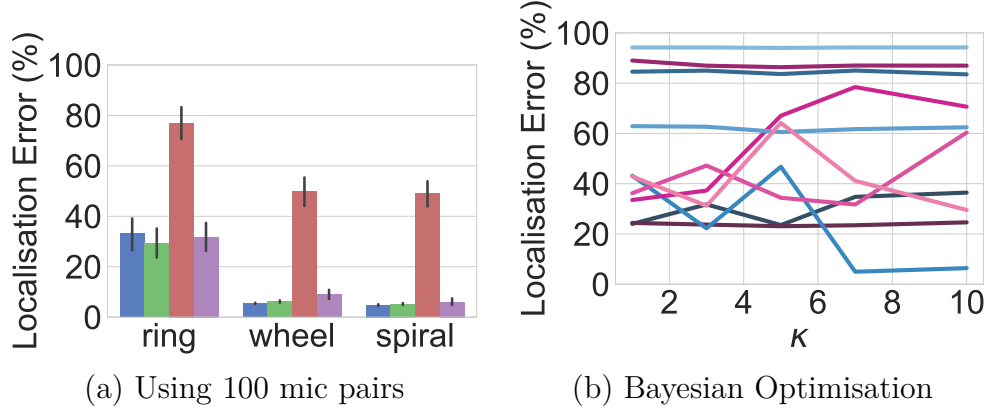 Localisation Error (%)
100
80
60
40
20
0
ring wheel spiral
(a) Using 100 mic pairs
Localisation Error (%)
100
80
60
40
20
0
2 4 6 8 10
κ
(b) Bayesian Optimisation